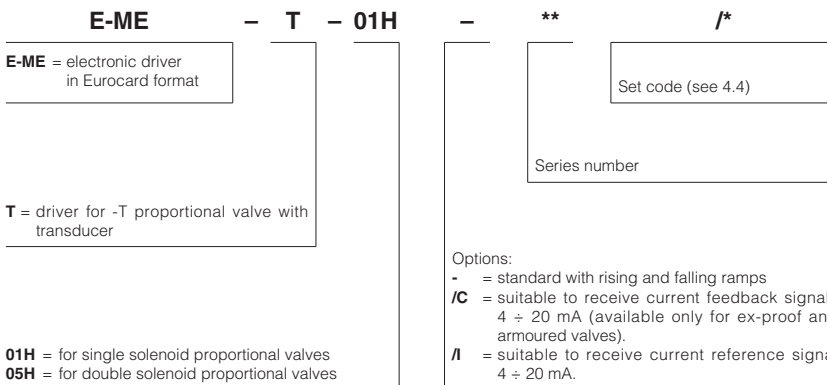 E-ME – T – 01H – ** /*
E-ME = electronic driver
in Eurocard format
Set code (see 4.4)
Series number
T = driver for -T proportional valve with
transducer
Options:
- = standard with rising and falling ramps
/C = suitable to receive current feedback signal
4 ÷ 20 mA (available only for ex-proof an
armoured valves).
01H = for single solenoid proportional valves
05H = for double solenoid proportional valves
/I = suitable to receive current reference signa
4 ÷ 20 mA.